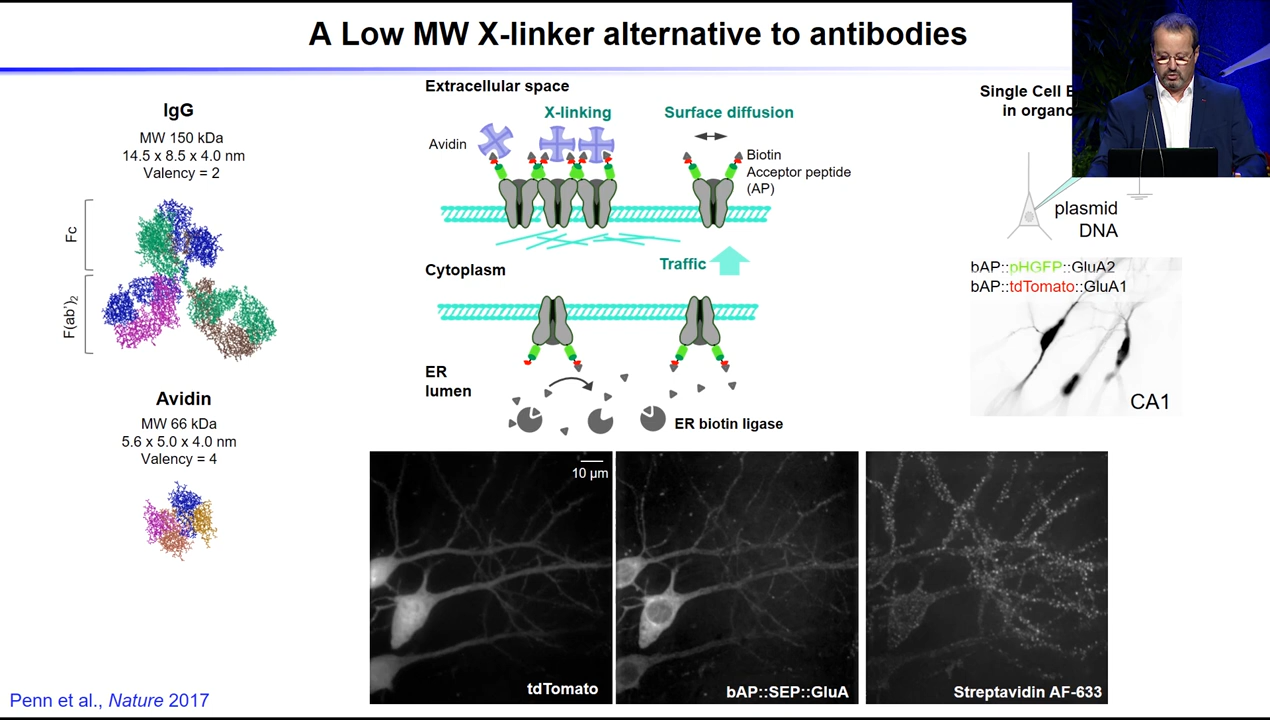 A Low MW X-linker alternative to antibodies
IgG
MW 150 kDa
14.5 x 8.5 x 4.0 nm
Valency = 2
Fc
F(ab')2
Avidin
MW 66 kDa
5.6 x 5.0 x 4.0 nm
Valency = 4
Extracellular space
X-linking
Surface diffusion
Avidin
Biotin
Acceptor peptide
(AP)
Traffic
Cytoplasm
ER
lumen
ER biotin ligase
Single Cell
in
plasmid
DNA
bAP::pHGFP::GluA2
bAP::tdTomato::GluA1
CA1
10 µm
tdTomato
bAP::SEP::GluA
Streptavidin AF-633
Penn et al., Nature 2017